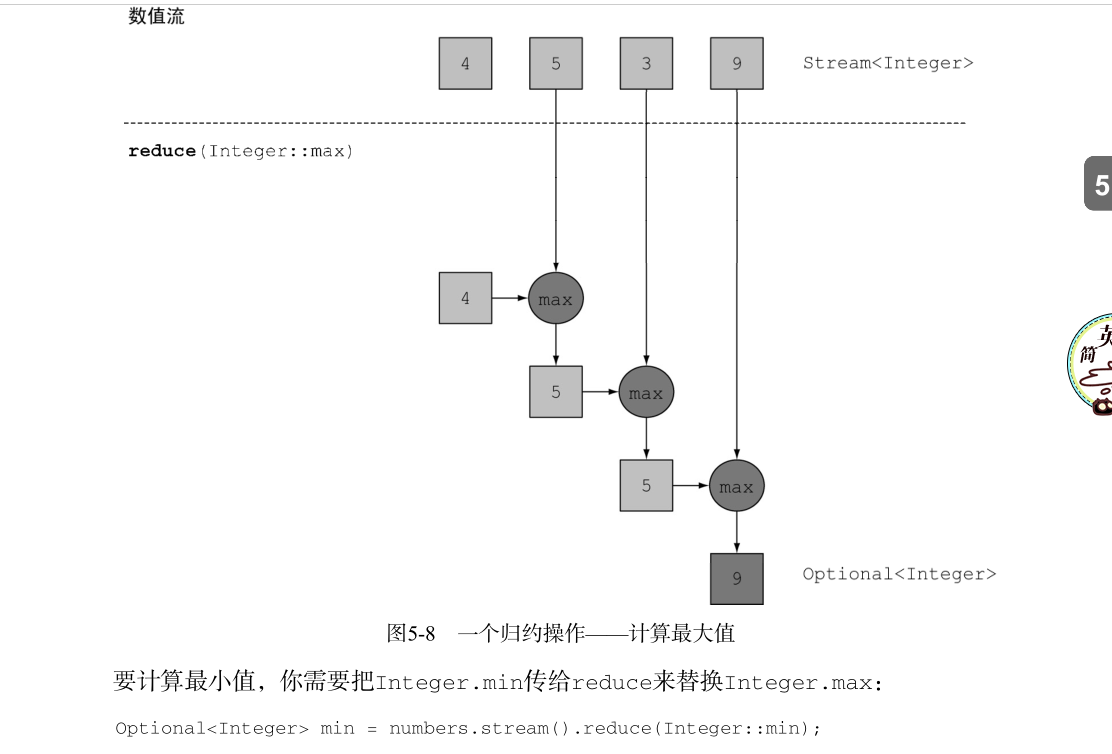 数值流
4 5 3 9 Stream<Integer>
reduce(Integer::max)
4 max
5 max
5 max
9 Optional<Integer>
图5-8 一个归约操作——计算最大值
要计算最小值，你需要把Integer.min传给reduce来替换Integer.max：
Optional<Integer> min = numbers.stream().reduce(Integer::min);
5
英
简